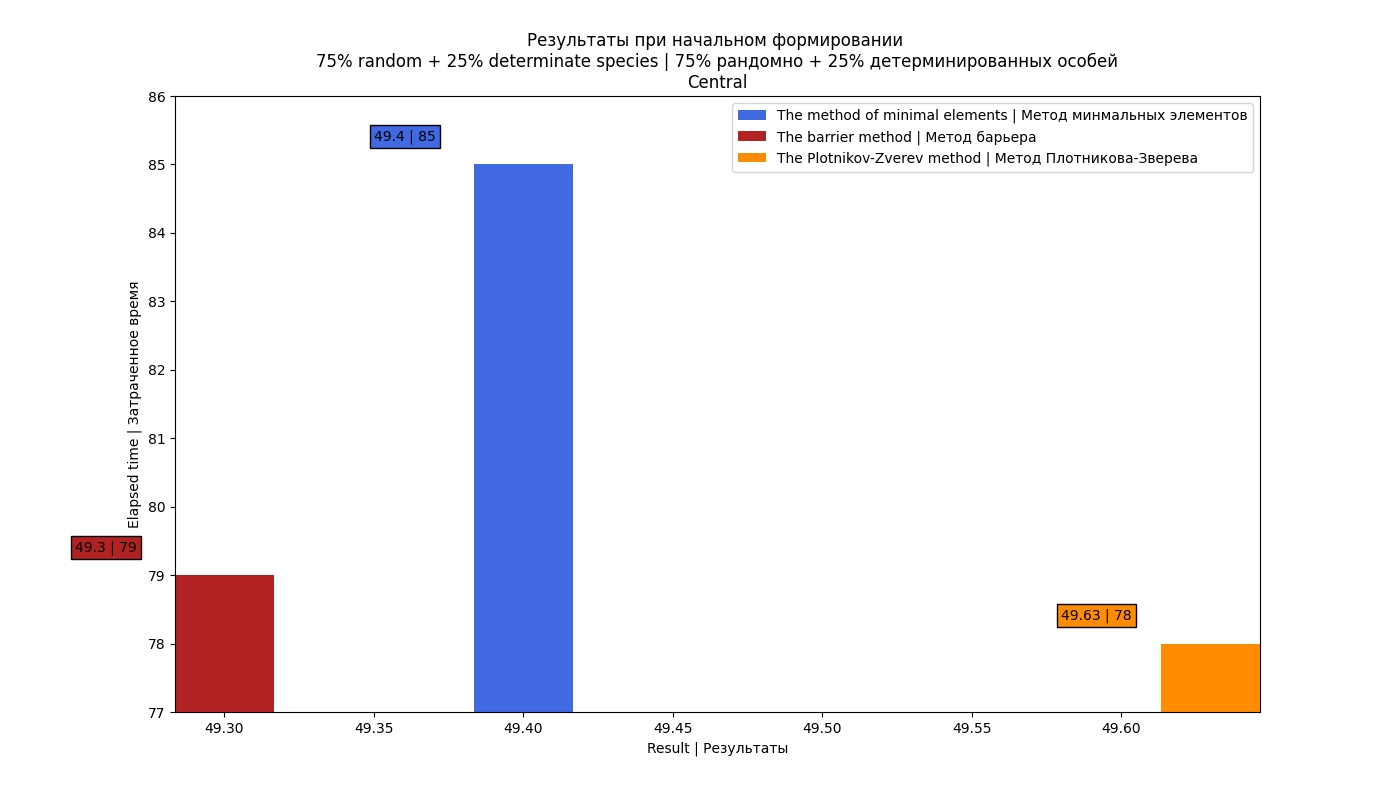 Результаты при начальном формировании
75% random + 25% determinate species | 75% рандомно + 25% детерминированных особей
Central
86
85
84
83
82
81
80
79
78
77
Elapsed time | Затраченное время
49.4 | 85
49.3 | 79
49.63 | 78
The method of minimal elements | Метод минмальных элементов
The barrier method | Метод барьера
The Plotnikov-Zverev method | Метод Плотникова-Зверева
49.30 49.35 49.40 49.45 49.50 49.55 49.60
Result | Результаты